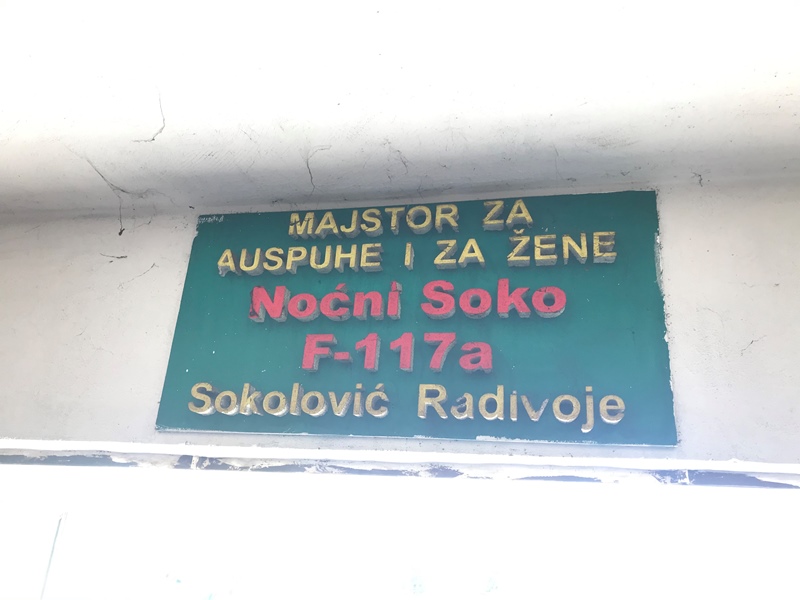 MAJSTOR ZA
AUSPUHE I ZA ŽENE
Noćni Soko
F-117a
Sokolović Radivoje